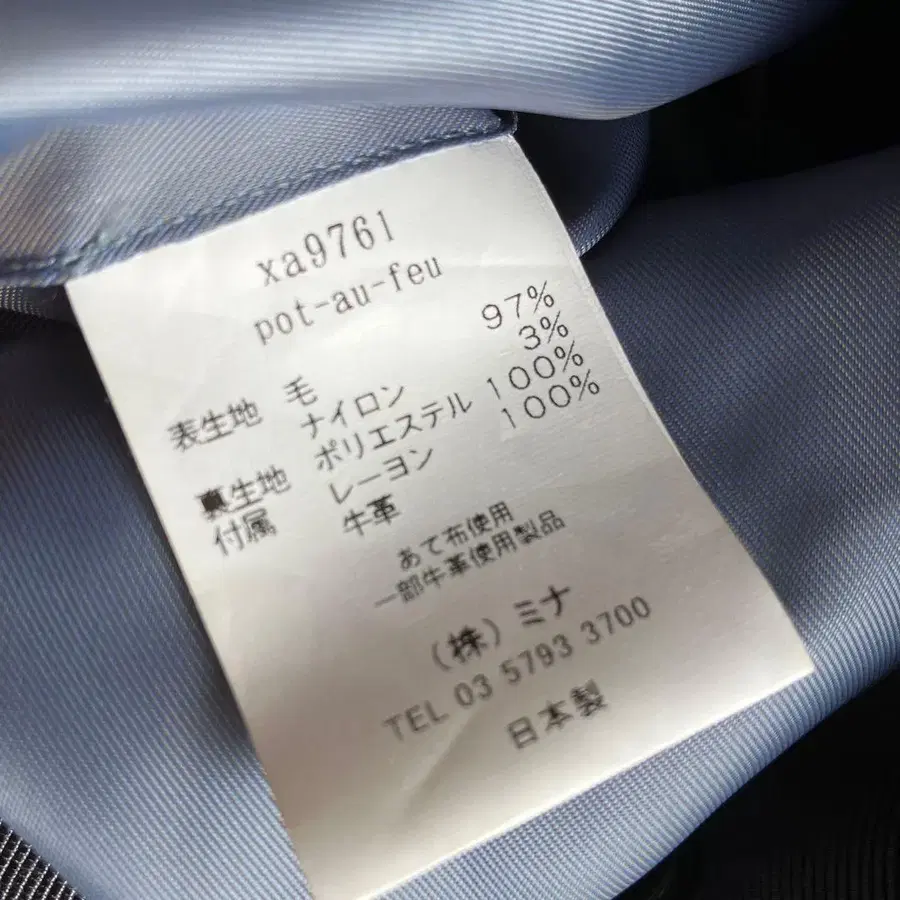 xa9761
pot-au-feu
表生地 毛 97%
ナイロン 3%
ポリエステル 100%
裏生地 レーヨン 100%
付属 牛革
あて布使用
一部牛革使用製品
(株) ミナ
TEL 03 5793 3700
日本製